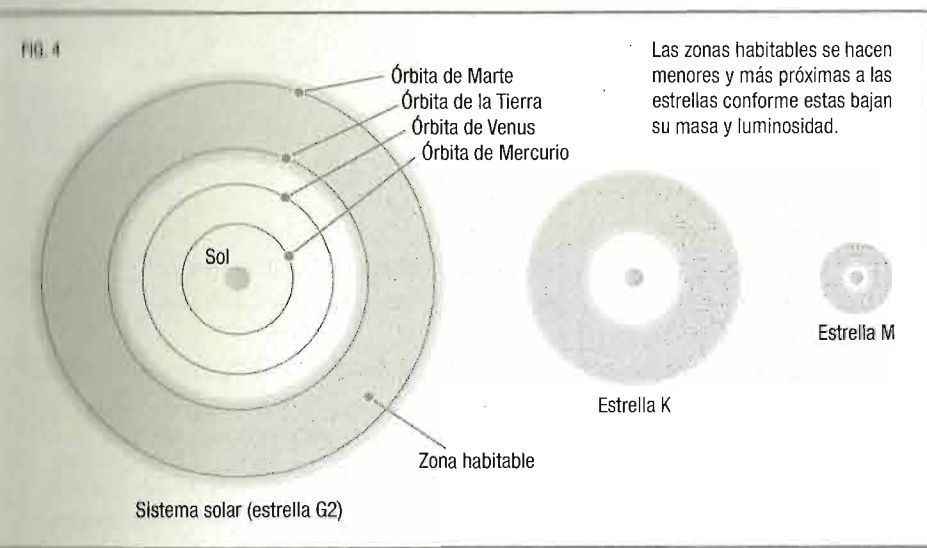 FIG. 4
Las zonas habitables se hacen
menores y más próximas a las
estrellas conforme estas bajan
su masa y luminosidad.
Órbita de Marte
Órbita de la Tierra
Órbita de Venus
Órbita de Mercurio
Sol
Estrella M
Estrella K
Zona habitable
Sistema solar (estrella G2)